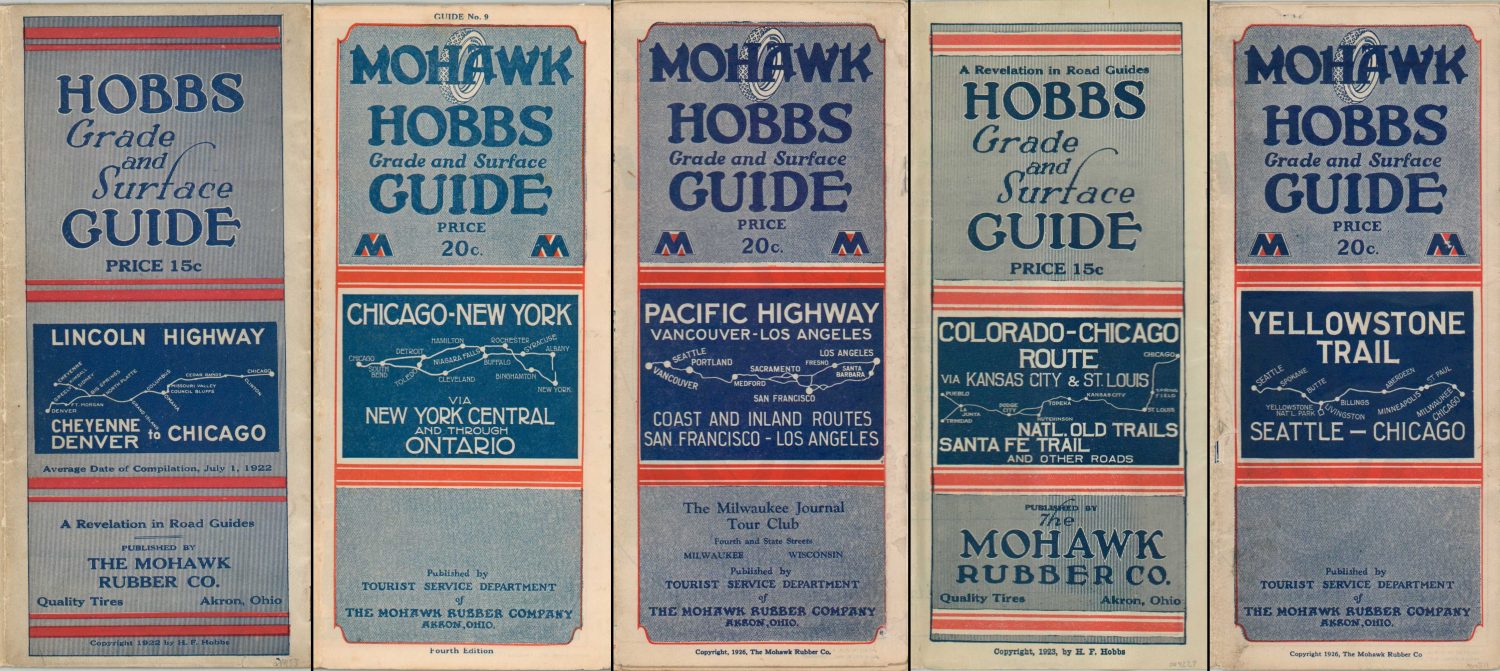 HOBBS
Grade
and
Surface
GUIDE
PRICE 15c
LINCOLN HIGHWAY
CHEYENNE
SIDNEY
GREELEY
JULESBURG
BIG SPRINGS
NORTH PLATTE
FT. MORGAN
DENVER
GRAND ISLAND
COLUMBUS
OMAHA
MISSOURI VALLEY
COUNCIL BLUFFS
CEDAR RAPIDS
CHICAGO
CLINTON
CHEYENNE
DENVER to CHICAGO
Average Date of Compilation, July 1, 1922
A Revelation in Road Guides
PUBLISHED BY
THE MOHAWK
RUBBER CO.
Quality Tires Akron, Ohio
Copyright 1922 by H. F. Hobbs
GUIDE No. 9
MOHAWK
HOBBS
Grade and Surface
GUIDE
PRICE
20c.
M M
CHICAGO-NEW YORK
CHICAGO
SOUTH
BEND
DETROIT
TOLEDO
HAMILTON
NIAGARA FALLS
CLEVELAND
ROCHESTER
BUFFALO
SYRACUSE
BINGHAMTON
ALBANY
NEW YORK
VIA
NEW YORK CENTRAL
AND THROUGH
ONTARIO
Published by
TOURIST SERVICE DEPARTMENT
of
THE MOHAWK RUBBER COMPANY
AKRON, OHIO.
Fourth Edition
MOHAWK
HOBBS
Grade and Surface
GUIDE
PRICE
20c.
M M
PACIFIC HIGHWAY
VANCOUVER-LOS ANGELES
SEATTLE
PORTLAND
VANCOUVER
MEDFORD
SACRAMENTO
SAN FRANCISCO
FRESNO
LOS ANGELES
SANTA
BARBARA
COAST AND INLAND ROUTES
SAN FRANCISCO - LOS ANGELES
The Milwaukee Journal
Tour Club
Fourth and State Streets
MILWAUKEE WISCONSIN
Published by
TOURIST SERVICE DEPARTMENT
of
THE MOHAWK RUBBER COMPANY
AKRON, OHIO.
Copyright, 1926, The Mohawk Rubber Co.
A Revelation in Road Guides
HOBBS
Grade
and
Surface
GUIDE
PRICE 15c
COLORADO-CHICAGO
ROUTE
VIA KANSAS CITY & ST. LOUIS
CHICAGO
SPRING
FIELD
PUEBLO
LA
JUNTA
TRINIDAD
DODGE
CITY
HUTCHINSON
TOPEKA
KANSAS CITY
ST. LOUIS
NATL. OLD TRAILS
SANTA FE TRAIL
AND OTHER ROADS
PUBLISHED BY
The
MOHAWK
RUBBER CO.
Quality Tires Akron, Ohio
Copyright, 1923, by H. F. Hobbs
MOHAWK
HOBBS
Grade and Surface
GUIDE
PRICE
20c.
M M
YELLOWSTONE
TRAIL
SEATTLE
SPOKANE
BUTTE
YELLOWSTONE
NAT'L. PARK
LIVINGSTON
BILLINGS
ABERDEEN
MINNEAPOLIS
ST. PAUL
MILWAUKEE
CHICAGO
SEATTLE - CHICAGO
Published by
TOURIST SERVICE DEPARTMENT
of
THE MOHAWK RUBBER COMPANY
AKRON, OHIO.
Copyright, 1926, The Mohawk Rubber Co